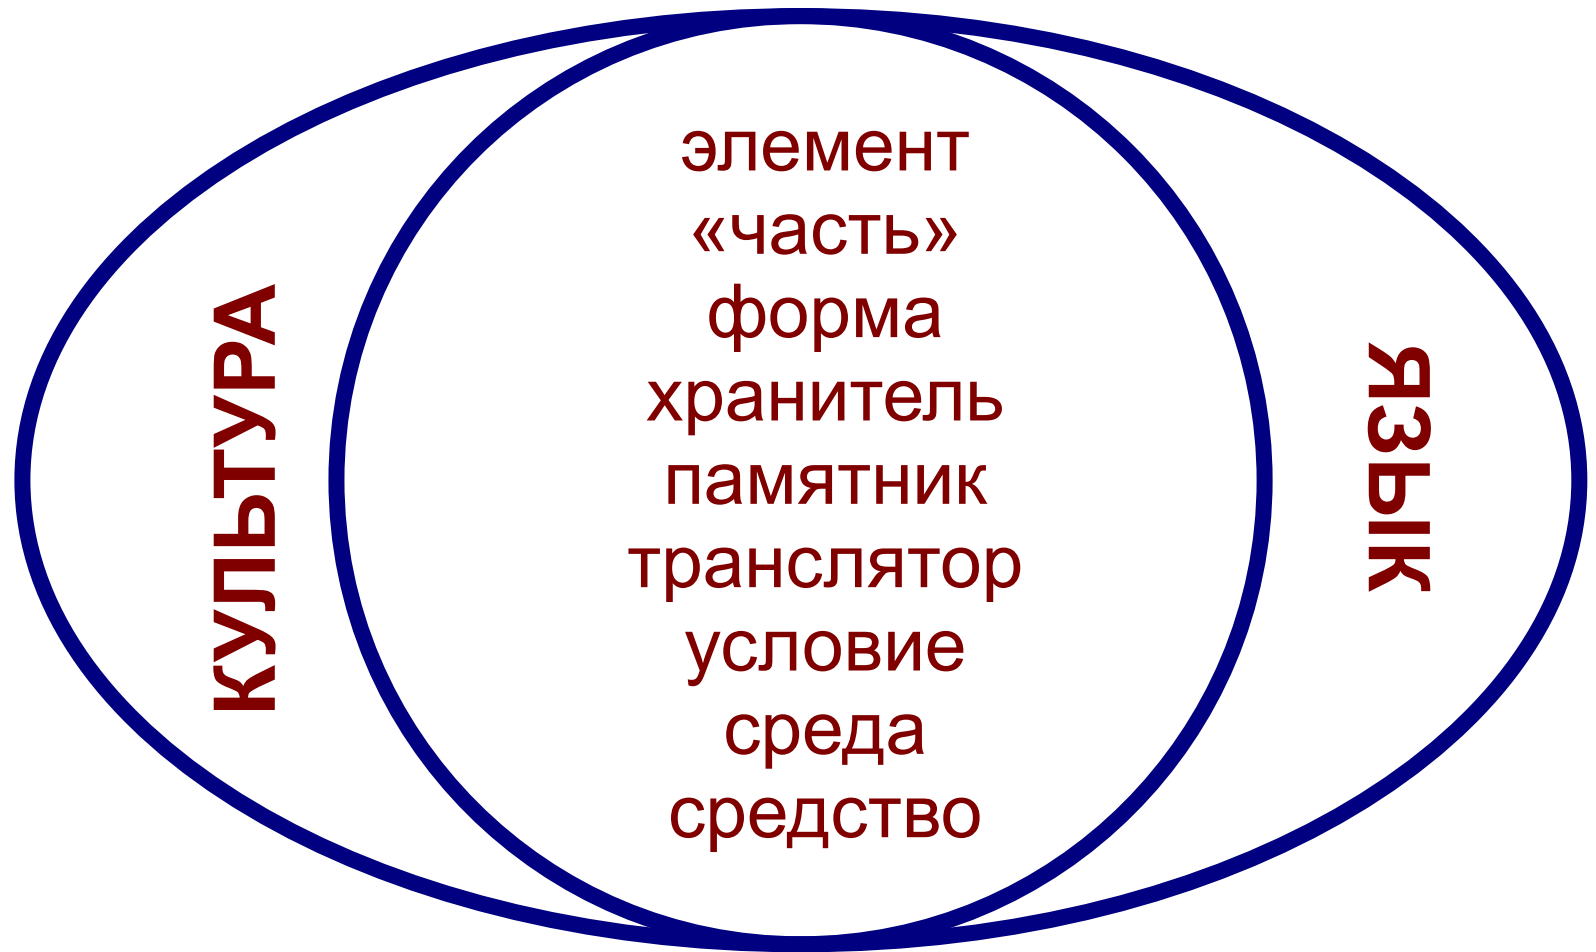 КУЛЬТУРА
элемент
«часть»
форма
хранитель
памятник
транслятор
условие
среда
средство
ЯЗЫК